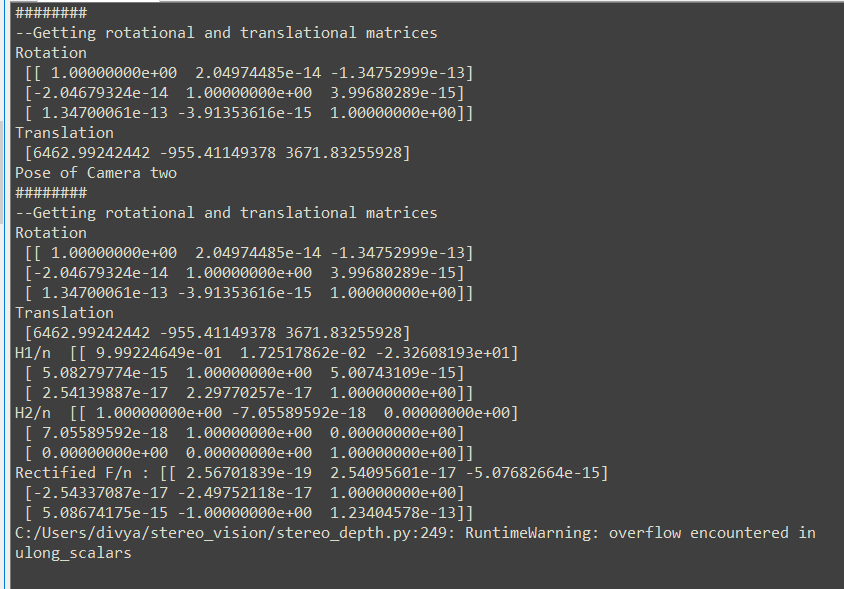 ########
--Getting rotational and translational matrices
Rotation
[[ 1.00000000e+00  2.04974485e-14 -1.34752999e-13]
[-2.04679324e-14  1.00000000e+00  3.99680289e-15]
[ 1.34700061e-13 -3.91353616e-15  1.00000000e+00]]
Translation
[6462.99242442 -955.41149378 3671.83255928]
Pose of Camera two
########
--Getting rotational and translational matrices
Rotation
[[ 1.00000000e+00  2.04974485e-14 -1.34752999e-13]
[-2.04679324e-14  1.00000000e+00  3.99680289e-15]
[ 1.34700061e-13 -3.91353616e-15  1.00000000e+00]]
Translation
[6462.99242442 -955.41149378 3671.83255928]
H1/n  [[ 9.99224649e-01  1.72517862e-02 -2.32608193e+01]
[ 5.08279774e-15  1.00000000e+00  5.00743109e-15]
[ 2.54139887e-17  2.29770257e-17  1.00000000e+00]]
H2/n  [[ 1.00000000e+00 -7.05589592e-18  0.00000000e+00]
[ 7.05589592e-18  1.00000000e+00  0.00000000e+00]
[ 0.00000000e+00  0.00000000e+00  1.00000000e+00]]
Rectified F/n : [[ 2.56701839e-19  2.54095601e-17 -5.07682664e-15]
[-2.54337087e-17 -2.49752118e-17  1.00000000e+00]
[ 5.08674175e-15 -1.00000000e+00  1.23404578e-13]]
C:/Users/divya/stereo_vision/stereo_depth.py:249: RuntimeWarning: overflow encountered in
ulong_scalars